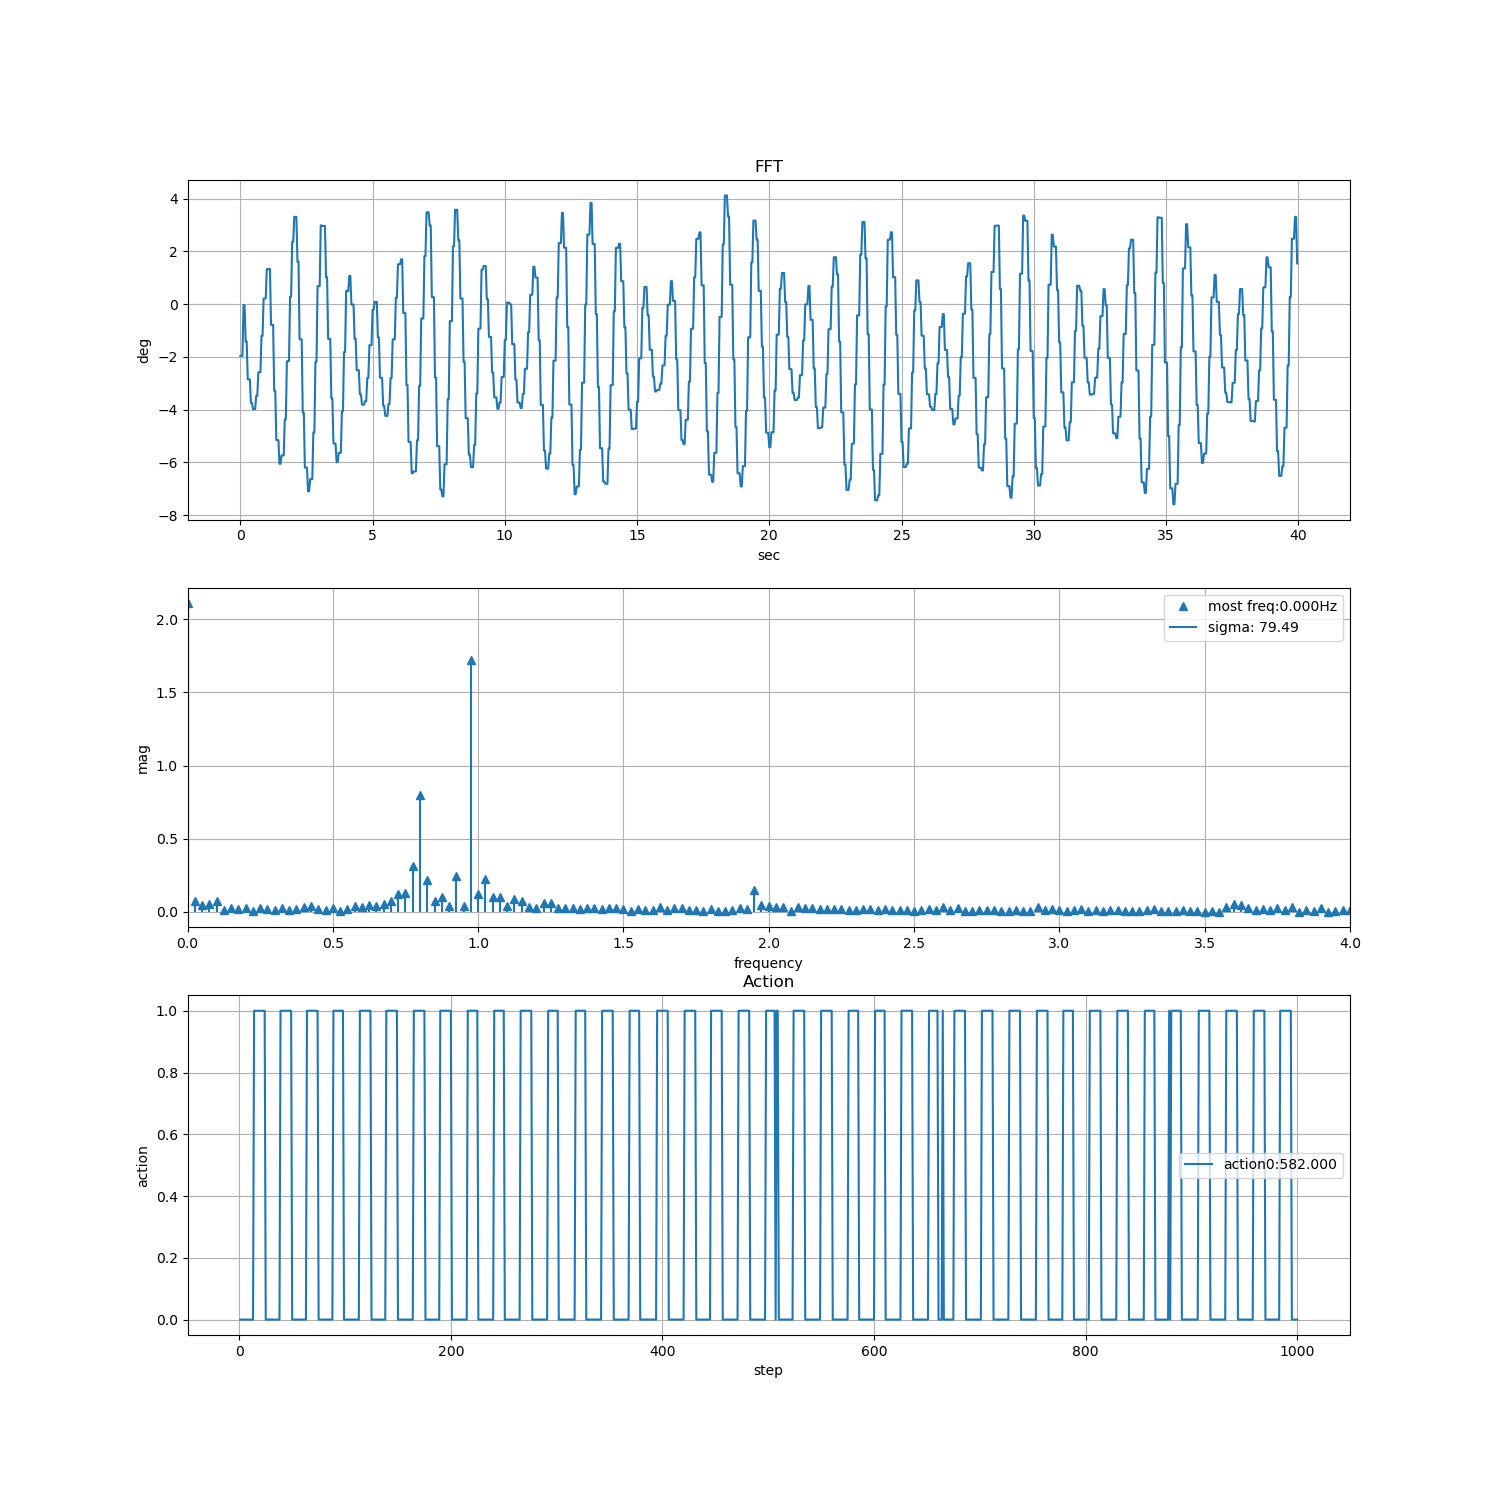 FFT
4
2
0
−2
−4
−6
−8
deg
0 5 10 15 20 25 30 35 40
sec
most freq:0.000Hz
sigma: 79.49
2.0
1.5
1.0
0.5
0.0
mag
0.0 0.5 1.0 1.5 2.0 2.5 3.0 3.5 4.0
frequency
Action
1.0
0.8
0.6
0.4
0.2
0.0
action
action0:582.000
0 200 400 600 800 1000
step